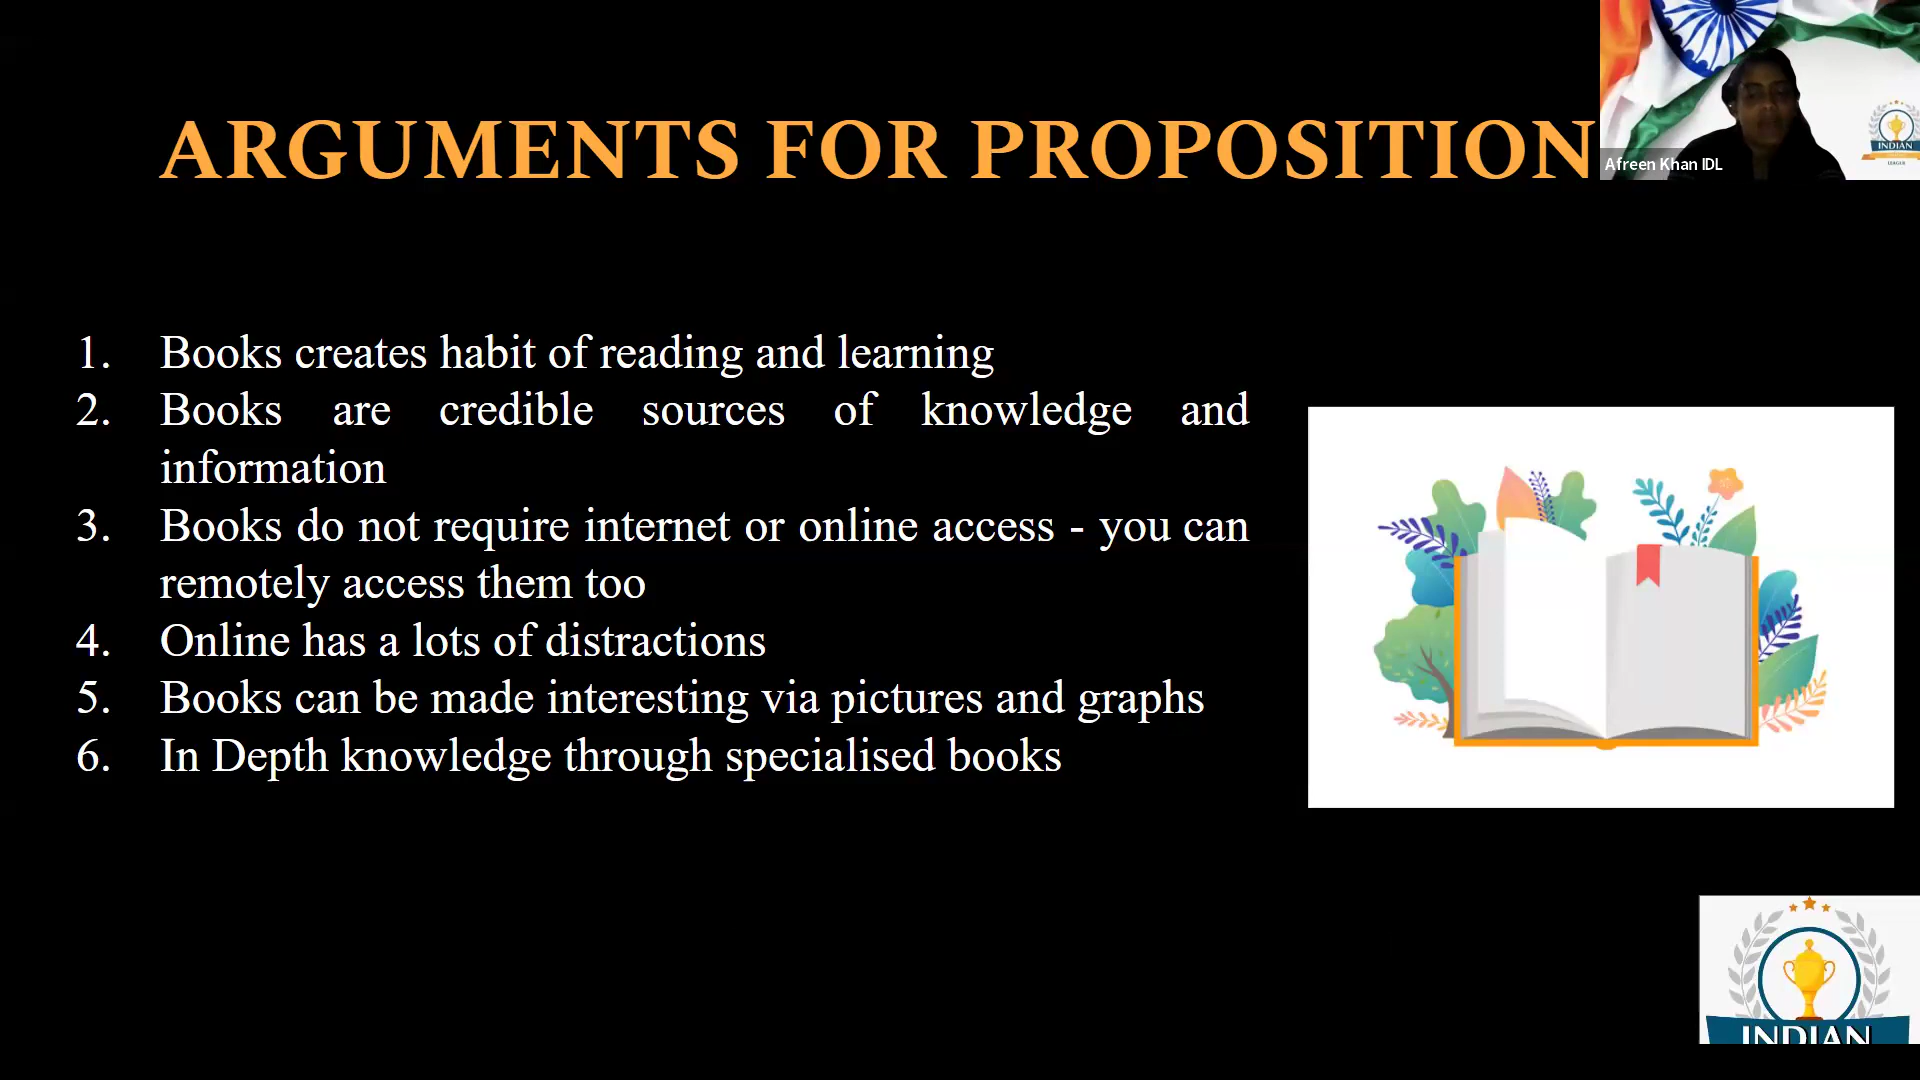 ARGUMENTS FOR PROPOSITION
Afreen Khan IDL
INDIAN
1. Books creates habit of reading and learning
2. Books are credible sources of knowledge and
information
3. Books do not require internet or online access - you can
remotely access them too
4. Online has a lots of distractions
5. Books can be made interesting via pictures and graphs
6. In Depth knowledge through specialised books
INDIAN